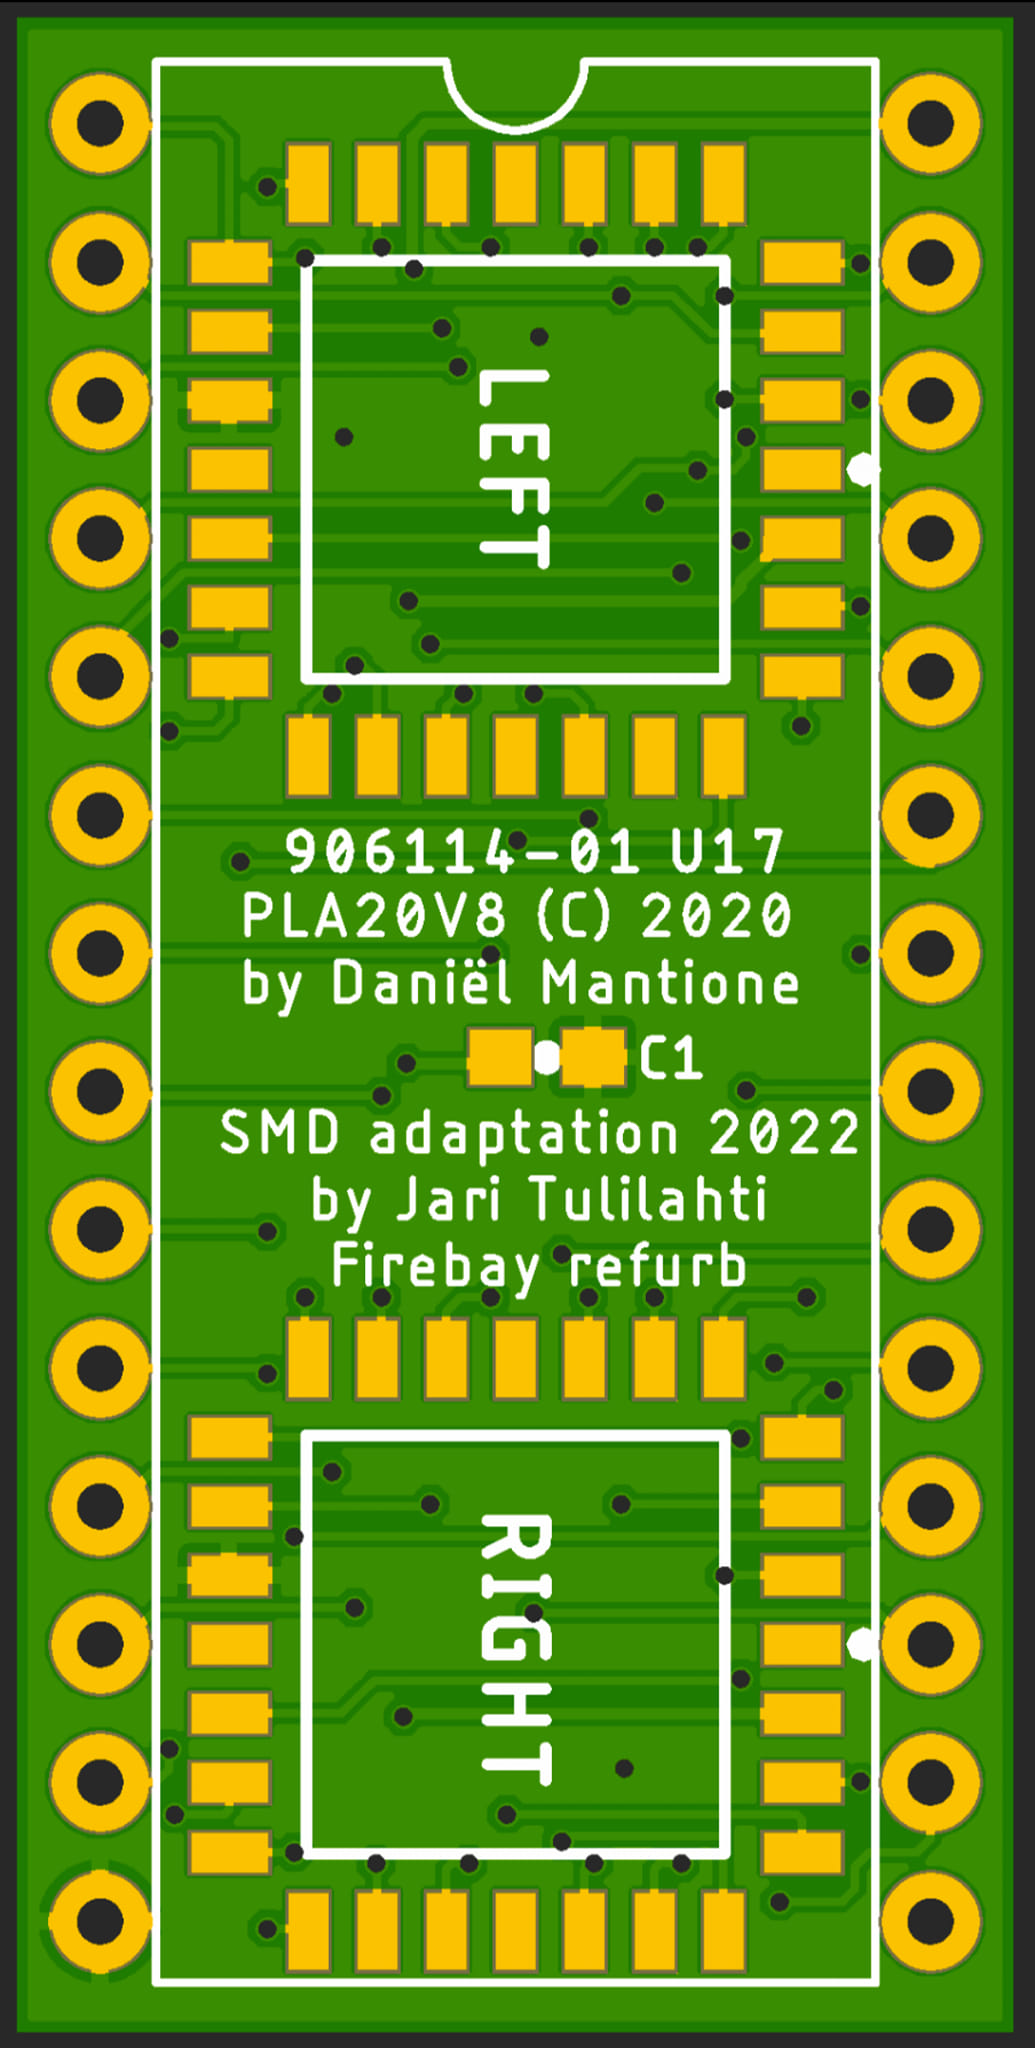 LEFT
906114-01 U17
PLA20V8 (C) 2020
by Daniël Mantione
C1
SMD adaptation 2022
by Jari Tulilahti
Firebay refurb
RIGHT